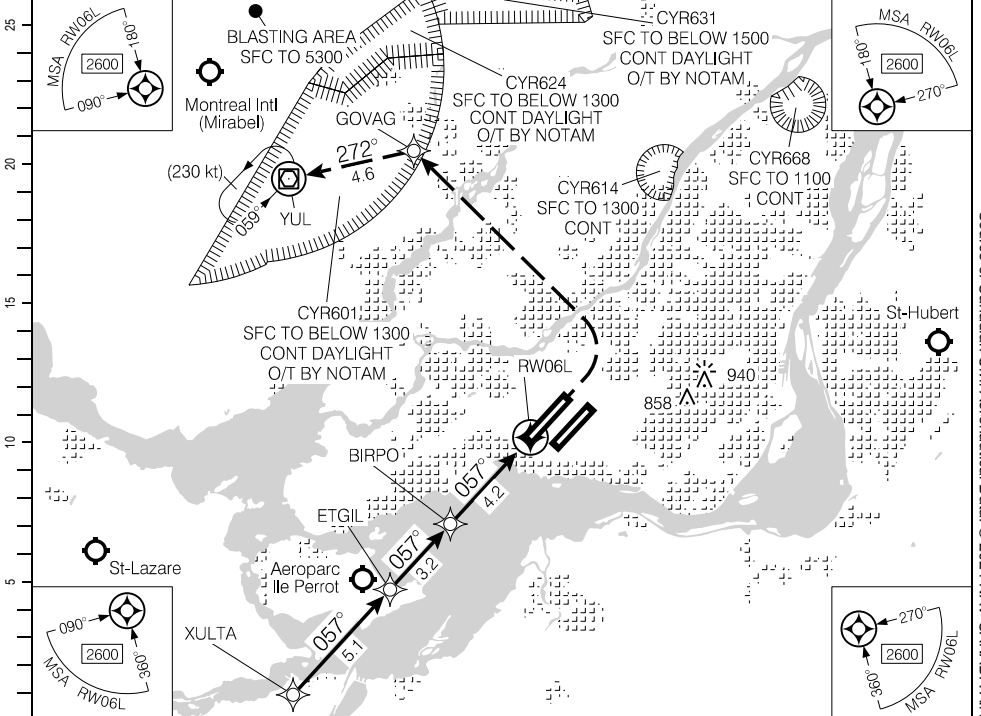 25
20
15
10
5
MSA RW06L
180°
2600
090°
BLASTING AREA
SFC TO 5300
Montreal Intl
(Mirabel)
GOVAG
CYR624
SFC TO BELOW 1300
CONT DAYLIGHT
O/T BY NOTAM
CYR631
SFC TO BELOW 1500
CONT DAYLIGHT
O/T BY NOTAM
MSA RW06L
2600
180°
270°
272°
4.6
(230 kt)
YUL
059°
CYR614
SFC TO 1300
CONT
CYR668
SFC TO 1100
CONT
CYR601
SFC TO BELOW 1300
CONT DAYLIGHT
O/T BY NOTAM
St-Hubert
RW06L
940
858
BIRPO
057°
4.2
ETGIL
057°
3.2
St-Lazare
Aeroparc
Ile Perrot
XULTA
057°
5.1
090°
2600
360°
MSA RW06L
270°
2600
360°
MSA RW06L